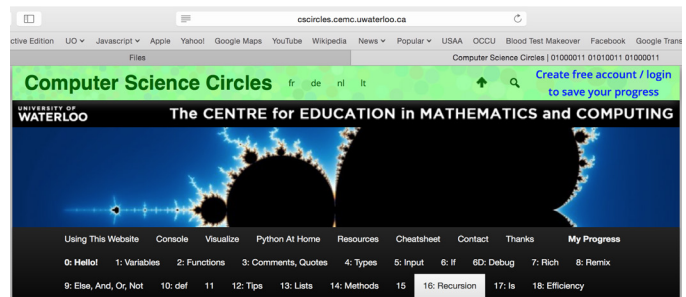 cscircles.cemc.uwaterloo.ca
ctive Edition UO Javascript Apple Yahoo! Google Maps YouTube Wikipedia News Popular USAA OCCU Blood Test Makeover Facebook Google Trans
Files Computer Science Circles | 01000011 01010011 01000011
Computer Science Circles fr de nl lt Create free account / login
to save your progress
UNIVERSITY OF
WATERLOO The CENTRE for EDUCATION in MATHEMATICS and COMPUTING
Using This Website Console Visualize Python At Home Resources Cheatsheet Contact Thanks My Progress
0: Hello! 1: Variables 2: Functions 3: Comments, Quotes 4: Types 5: Input 6: If 6D: Debug 7: Rich 8: Remix
9: Else, And, Or, Not 10: def 11 12: Tips 13: Lists 14: Methods 15 16: Recursion 17: Is 18: Efficiency